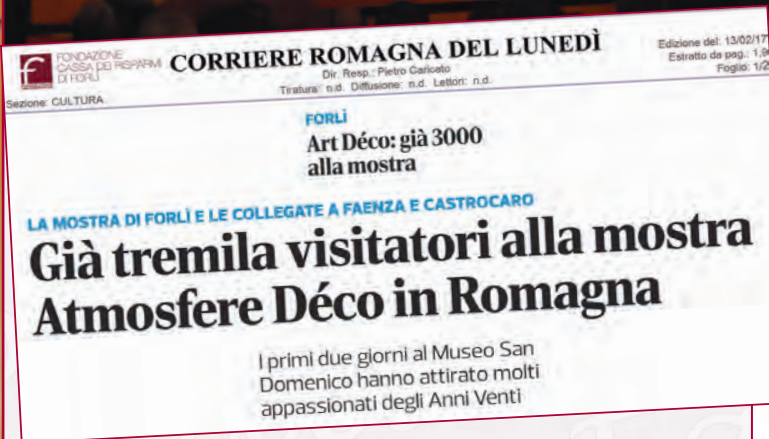 FONDAZIONE
CASSA DEI RISPARMI
DI FORLÌ
CORRIERE ROMAGNA DEL LUNEDÌ
Dir. Resp.: Pietro Caricato
Tiratura: n.d. Diffusione: n.d. Lettori: n.d.
Edizione del: 13/02/17
Estratto da pag.: 1,9
Foglio: 1/2
Sezione: CULTURA
FORLÌ
Art Déco: già 3000
alla mostra
LA MOSTRA DI FORLÌ E LE COLLEGATE A FAENZA E CASTROCARO
Già tremila visitatori alla mostra
Atmosfere Déco in Romagna
I primi due giorni al Museo San
Domenico hanno attirato molti
appassionati degli Anni Venti